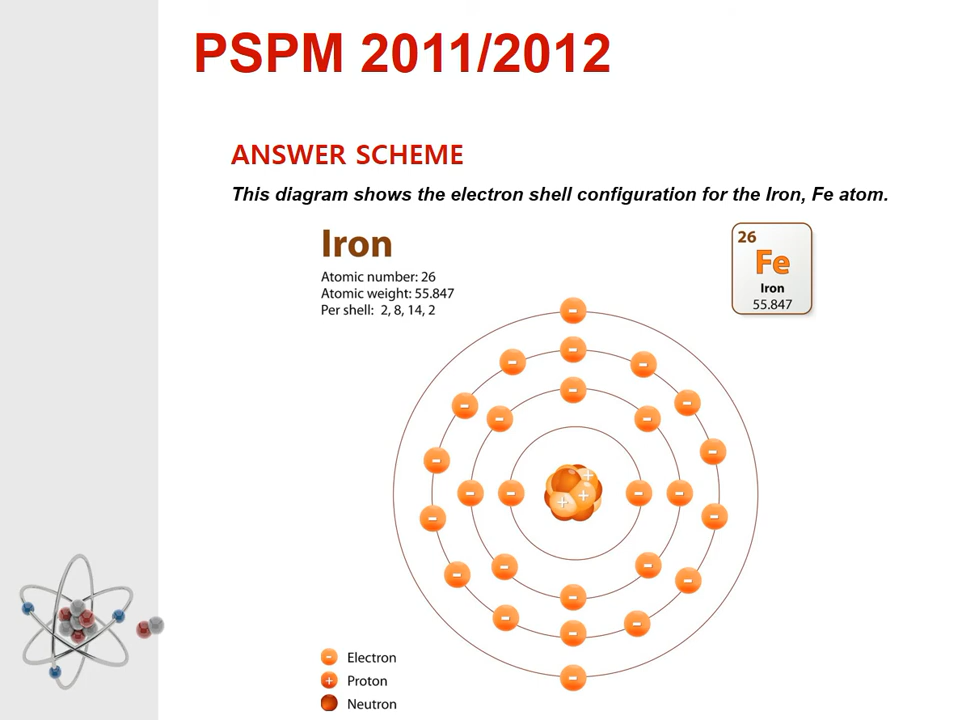 PSPM 2011/2012
ANSWER SCHEME
This diagram shows the electron shell configuration for the Iron, Fe atom.
Iron
Atomic number: 26
Atomic weight: 55.847
Per shell: 2, 8, 14, 2
26
Fe
Iron
55.847
Electron
Proton
Neutron